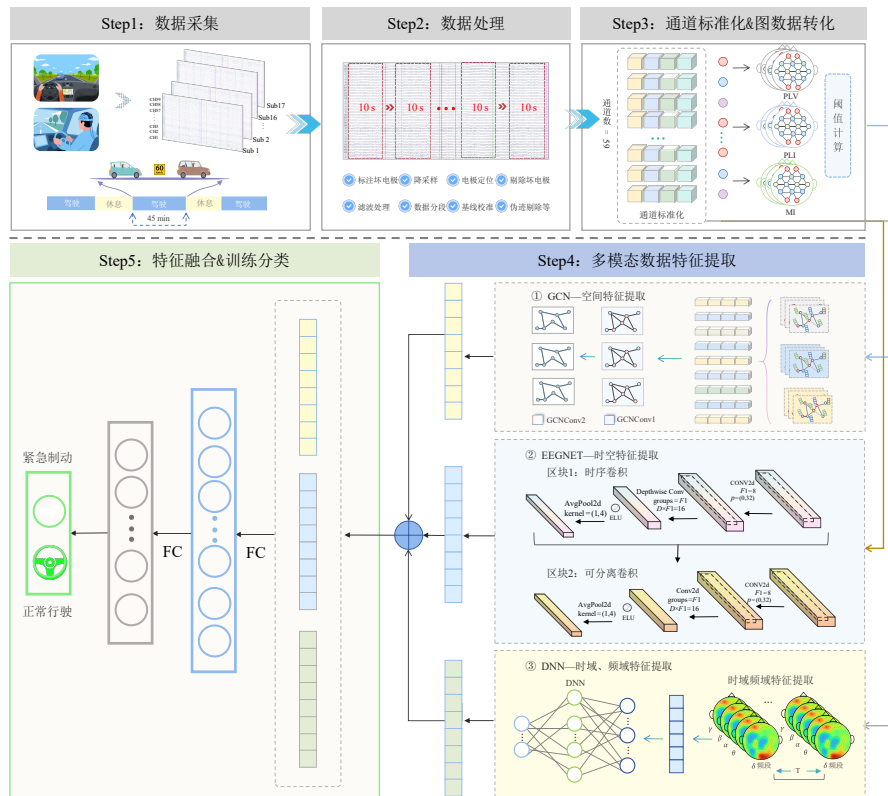 Step1：数据采集
CH59
CH58
CH57
CH3
CH2
CH1
Sub17
Sub16
Sub 2
Sub 1
60
驾驶
休息
驾驶
休息
驾驶
45 min
Step2：数据处理
10 s
10 s
10 s
10 s
标注坏电极
降采样
电极定位
剔除坏电极
滤波处理
数据分段
基线校准
伪迹剔除等
Step3：通道标准化&图数据转化
通道数=59
通道标准化
PLV
PLI
MI
阈值计算
Step5：特征融合&训练分类
紧急制动
正常行驶
FC
FC
Step4：多模态数据特征提取
① GCN—空间特征提取
GCNConv2
GCNConv1
② EEGNET—时空特征提取
区块1：时序卷积
AvgPool2d
kernel=(1,4)
ELU
Depthwise Conv
groups=F1
D×F1=16
CONV2d
F1=8
p=(0,32)
区块2：可分离卷积
AvgPool2d
kernel=(1,4)
ELU
Conv2d
groups=F1
D×F1=16
CONV2d
F1=8
p=(0,32)
③ DNN—时域、频域特征提取
DNN
时域频域特征提取
...
γ
β
α
θ
δ 频段
γ
β
α
θ
δ 频段
T